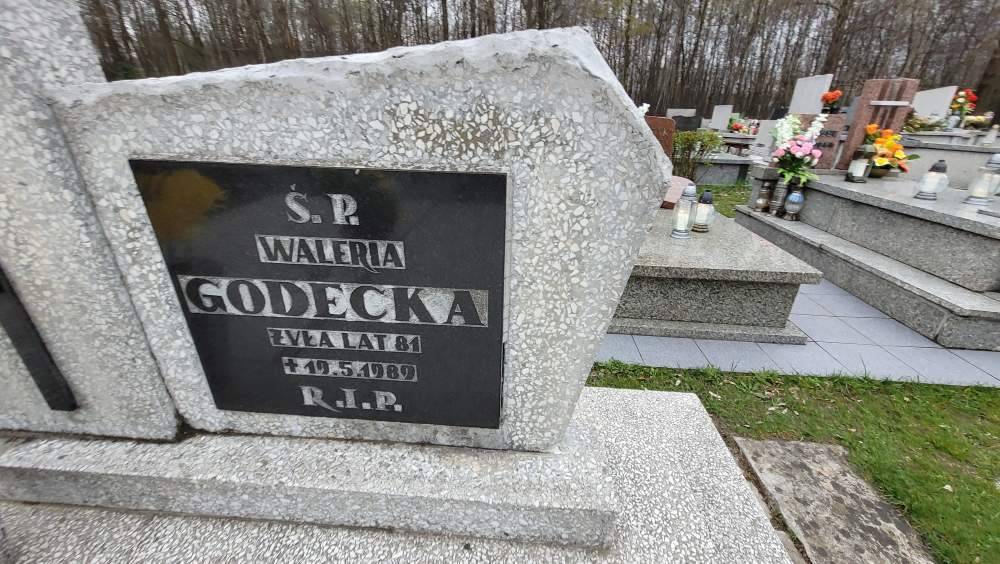 Ś. P.
WALERIA
GODECKA
ŻYŁA LAT 81
✝ 19.5.1989
R.I.P.